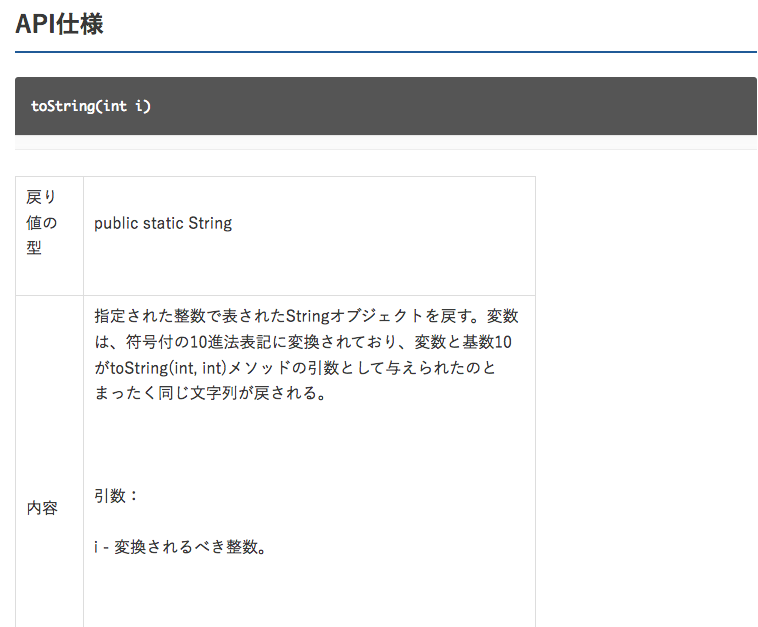 API仕様
toString(int i)
戻り
値の
型
public static String
指定された整数で表されたStringオブジェクトを戻す。変数
は、符号付の10進法表記に変換されており、変数と基数10
がtoString(int, int)メソッドの引数として与えられたのと
まったく同じ文字列が戻される。
内容
引数：
i - 変換されるべき整数。